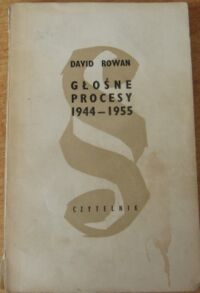 DAVID ROWAN
GŁOŚNE
PROCESY
1944—1955
CZYTELNIK